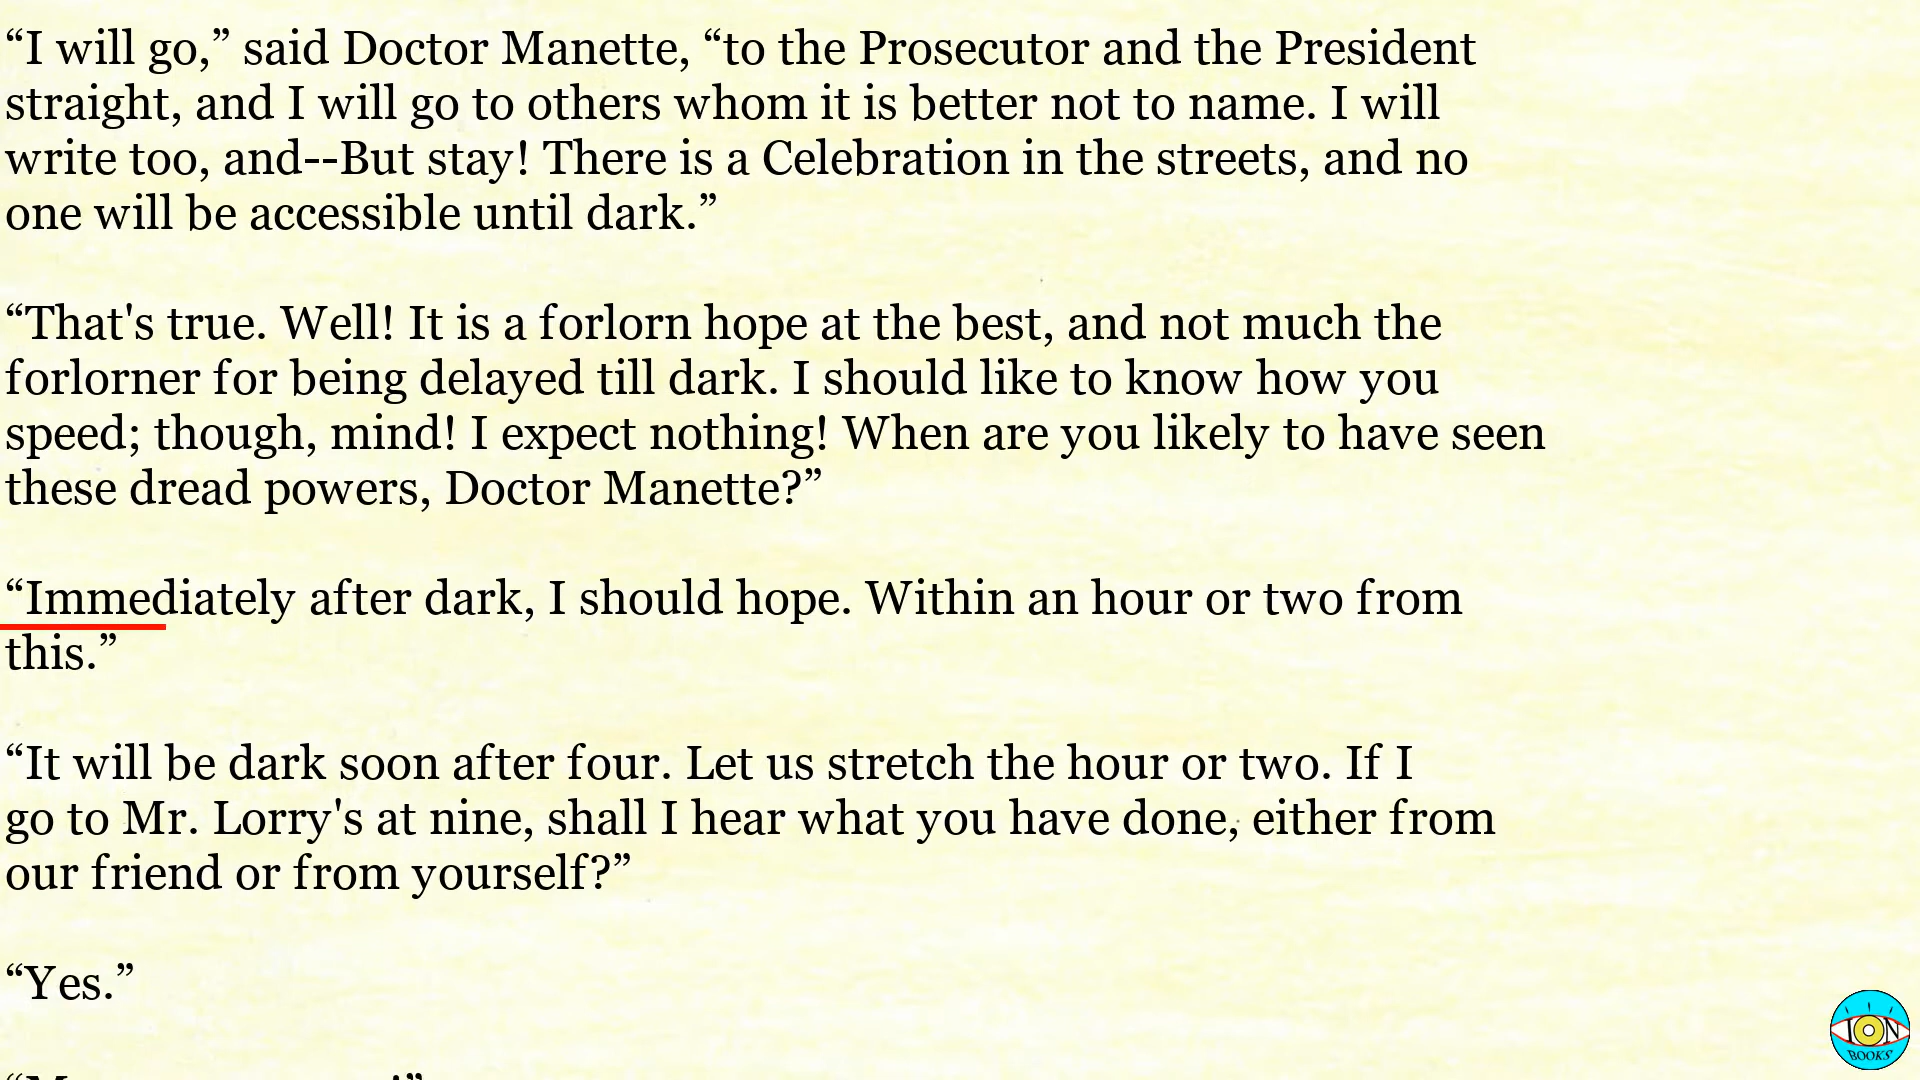 “I will go,” said Doctor Manette, “to the Prosecutor and the President
straight, and I will go to others whom it is better not to name. I will
write too, and--But stay! There is a Celebration in the streets, and no
one will be accessible until dark.”
“That's true. Well! It is a forlorn hope at the best, and not much the
forlorner for being delayed till dark. I should like to know how you
speed; though, mind! I expect nothing! When are you likely to have seen
these dread powers, Doctor Manette?”
“Immediately after dark, I should hope. Within an hour or two from
this.”
“It will be dark soon after four. Let us stretch the hour or two. If I
go to Mr. Lorry's at nine, shall I hear what you have done, either from
our friend or from yourself?”
“Yes.”
ION
BOOKS